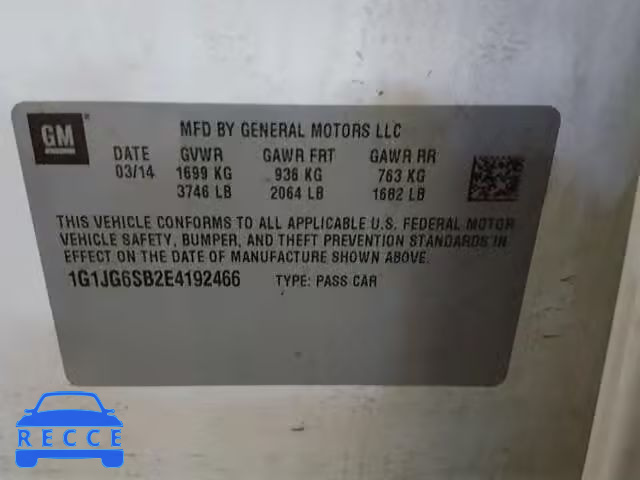 GM
MFD BY GENERAL MOTORS LLC
DATE GVWR GAWR FRT GAWR RR
03/14 1699 KG 936 KG 763 KG
3746 LB 2064 LB 1682 LB
THIS VEHICLE CONFORMS TO ALL APPLICABLE U.S. FEDERAL MOTOR
VEHICLE SAFETY, BUMPER, AND THEFT PREVENTION STANDARDS IN
EFFECT ON THE DATE OF MANUFACTURE SHOWN ABOVE.
1G1JG6SB2E4192466 TYPE: PASS CAR
RECCE